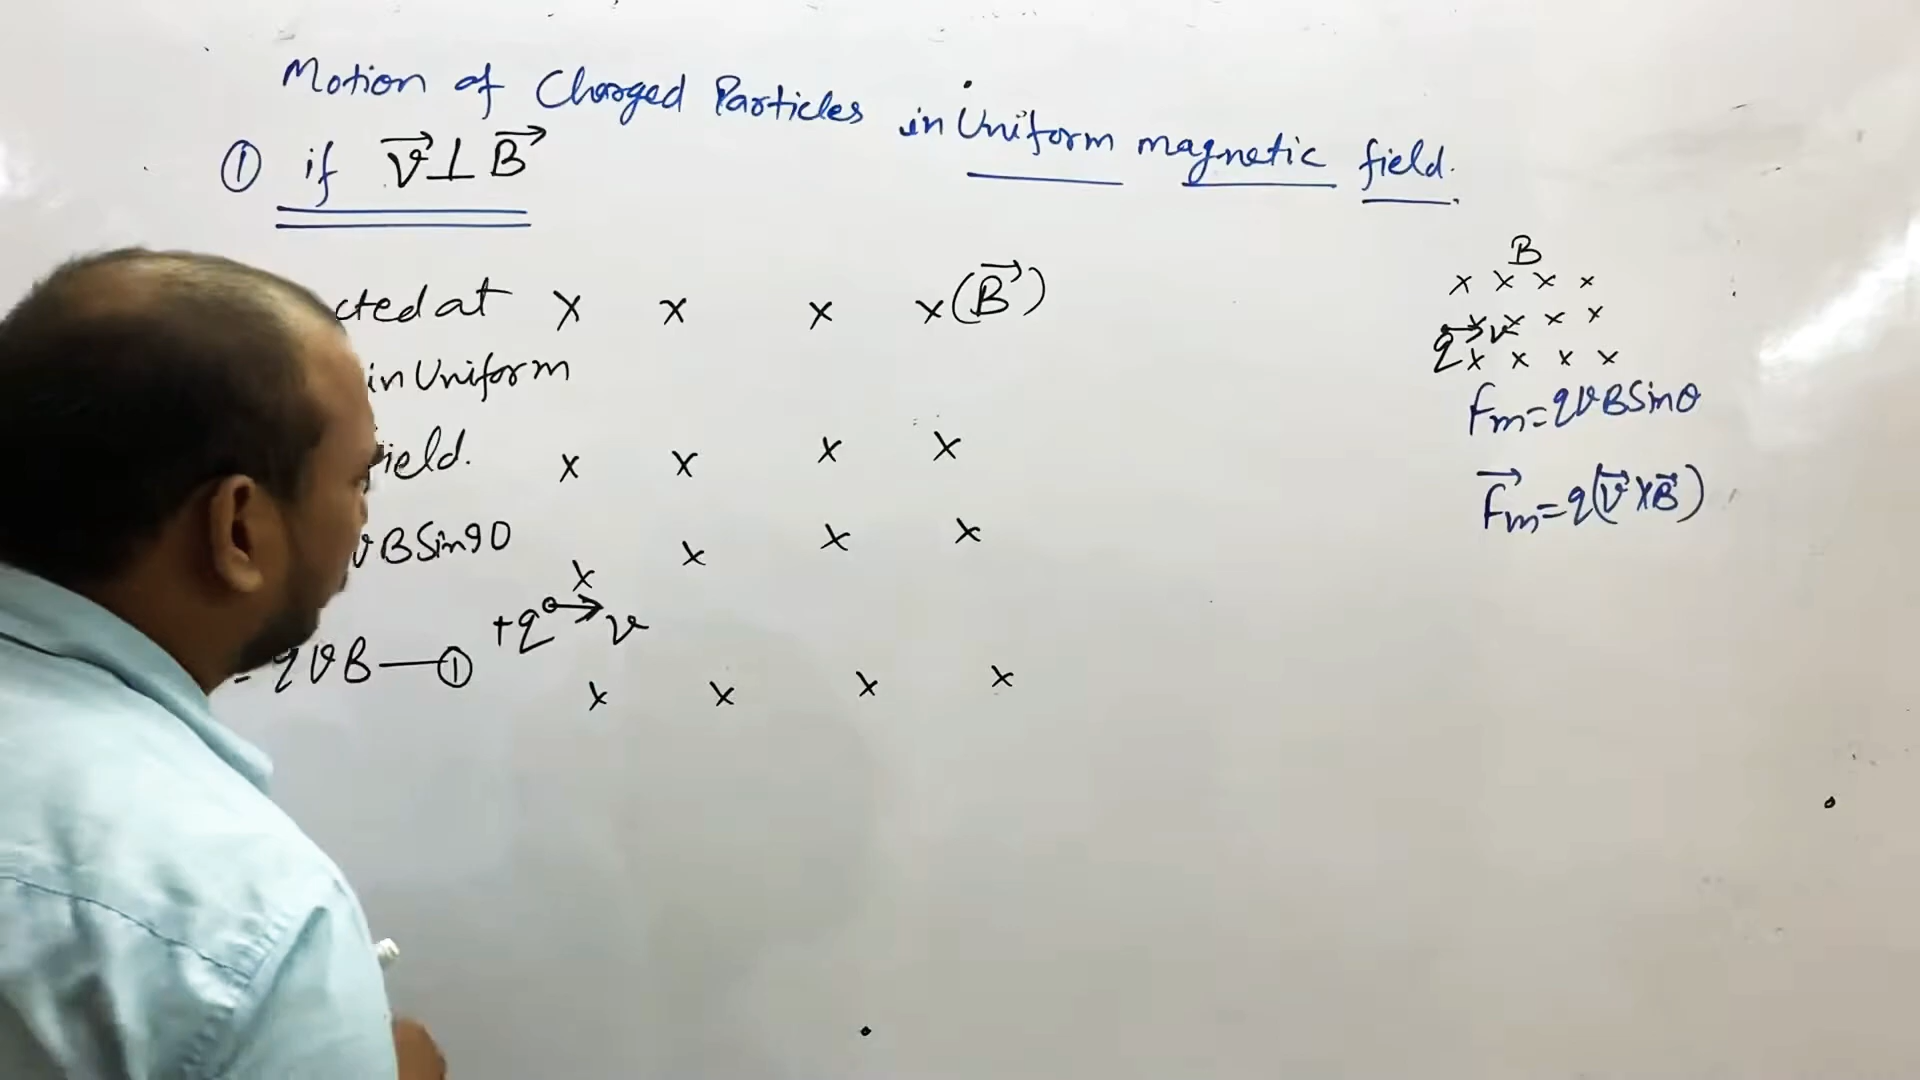 Motion of Charged Particles in Uniform magnetic field.
① if v⃗ ⊥ B⃗
cted at x x x x (B⃗)
in Uniform
ield. x x x x
vBSin90 x x x x
+q v
= qvB—①
x x x x
B
x x x x
q v x x x x
x x x x
Fm=qvBSinθ
F⃗m=q(v⃗×B⃗)